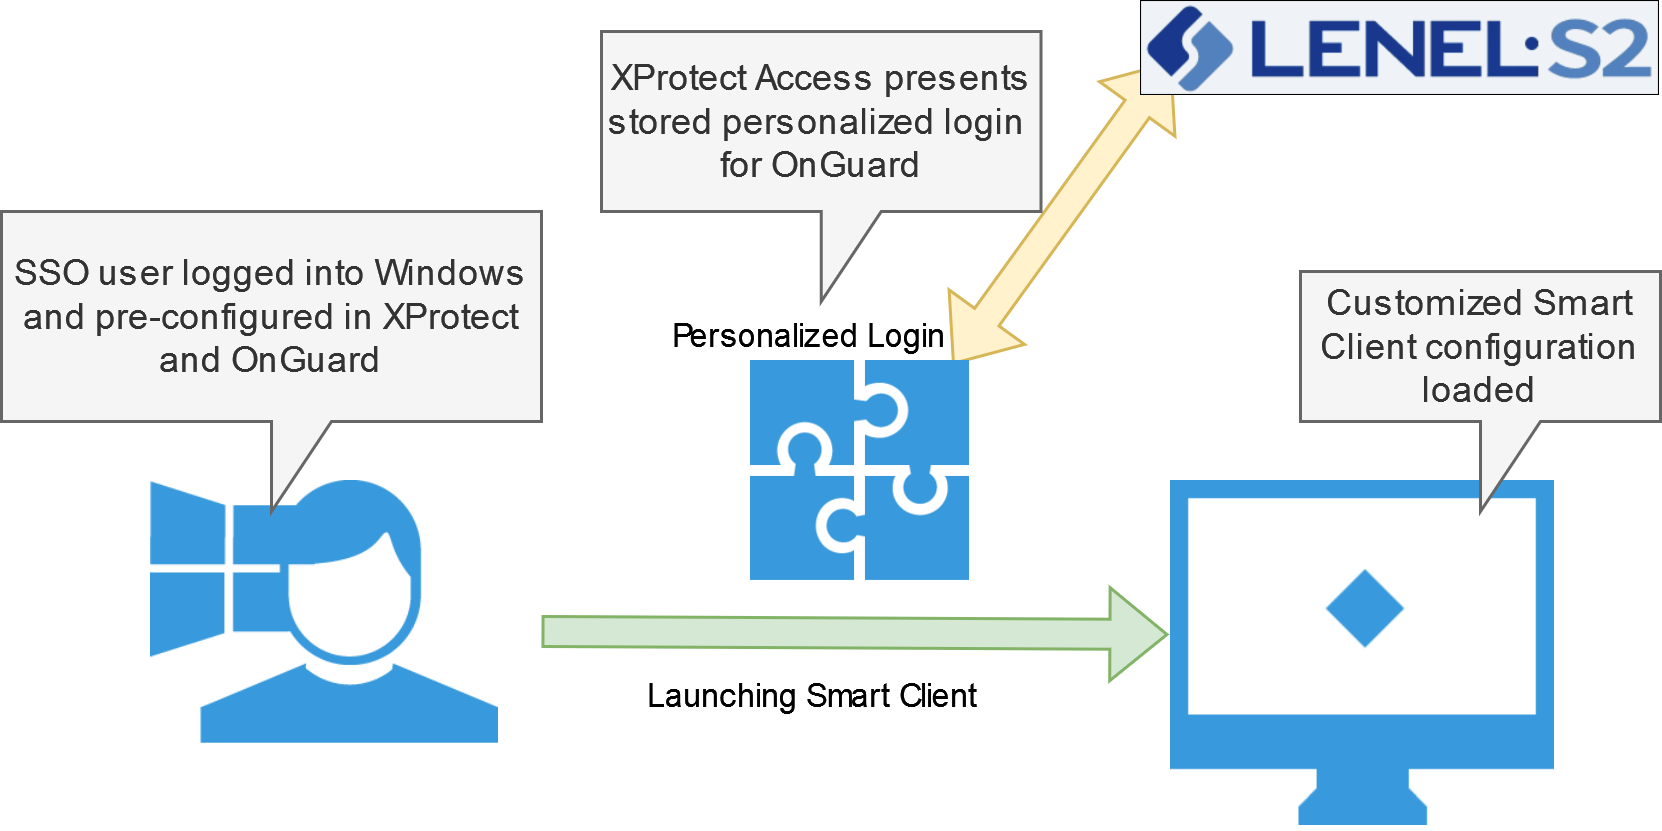 LENEL·S2
XProtect Access presents
stored personalized login
for OnGuard
SSO user logged into Windows
and pre-configured in XProtect
and OnGuard
Customized Smart
Client configuration
loaded
Personalized Login
Launching Smart Client